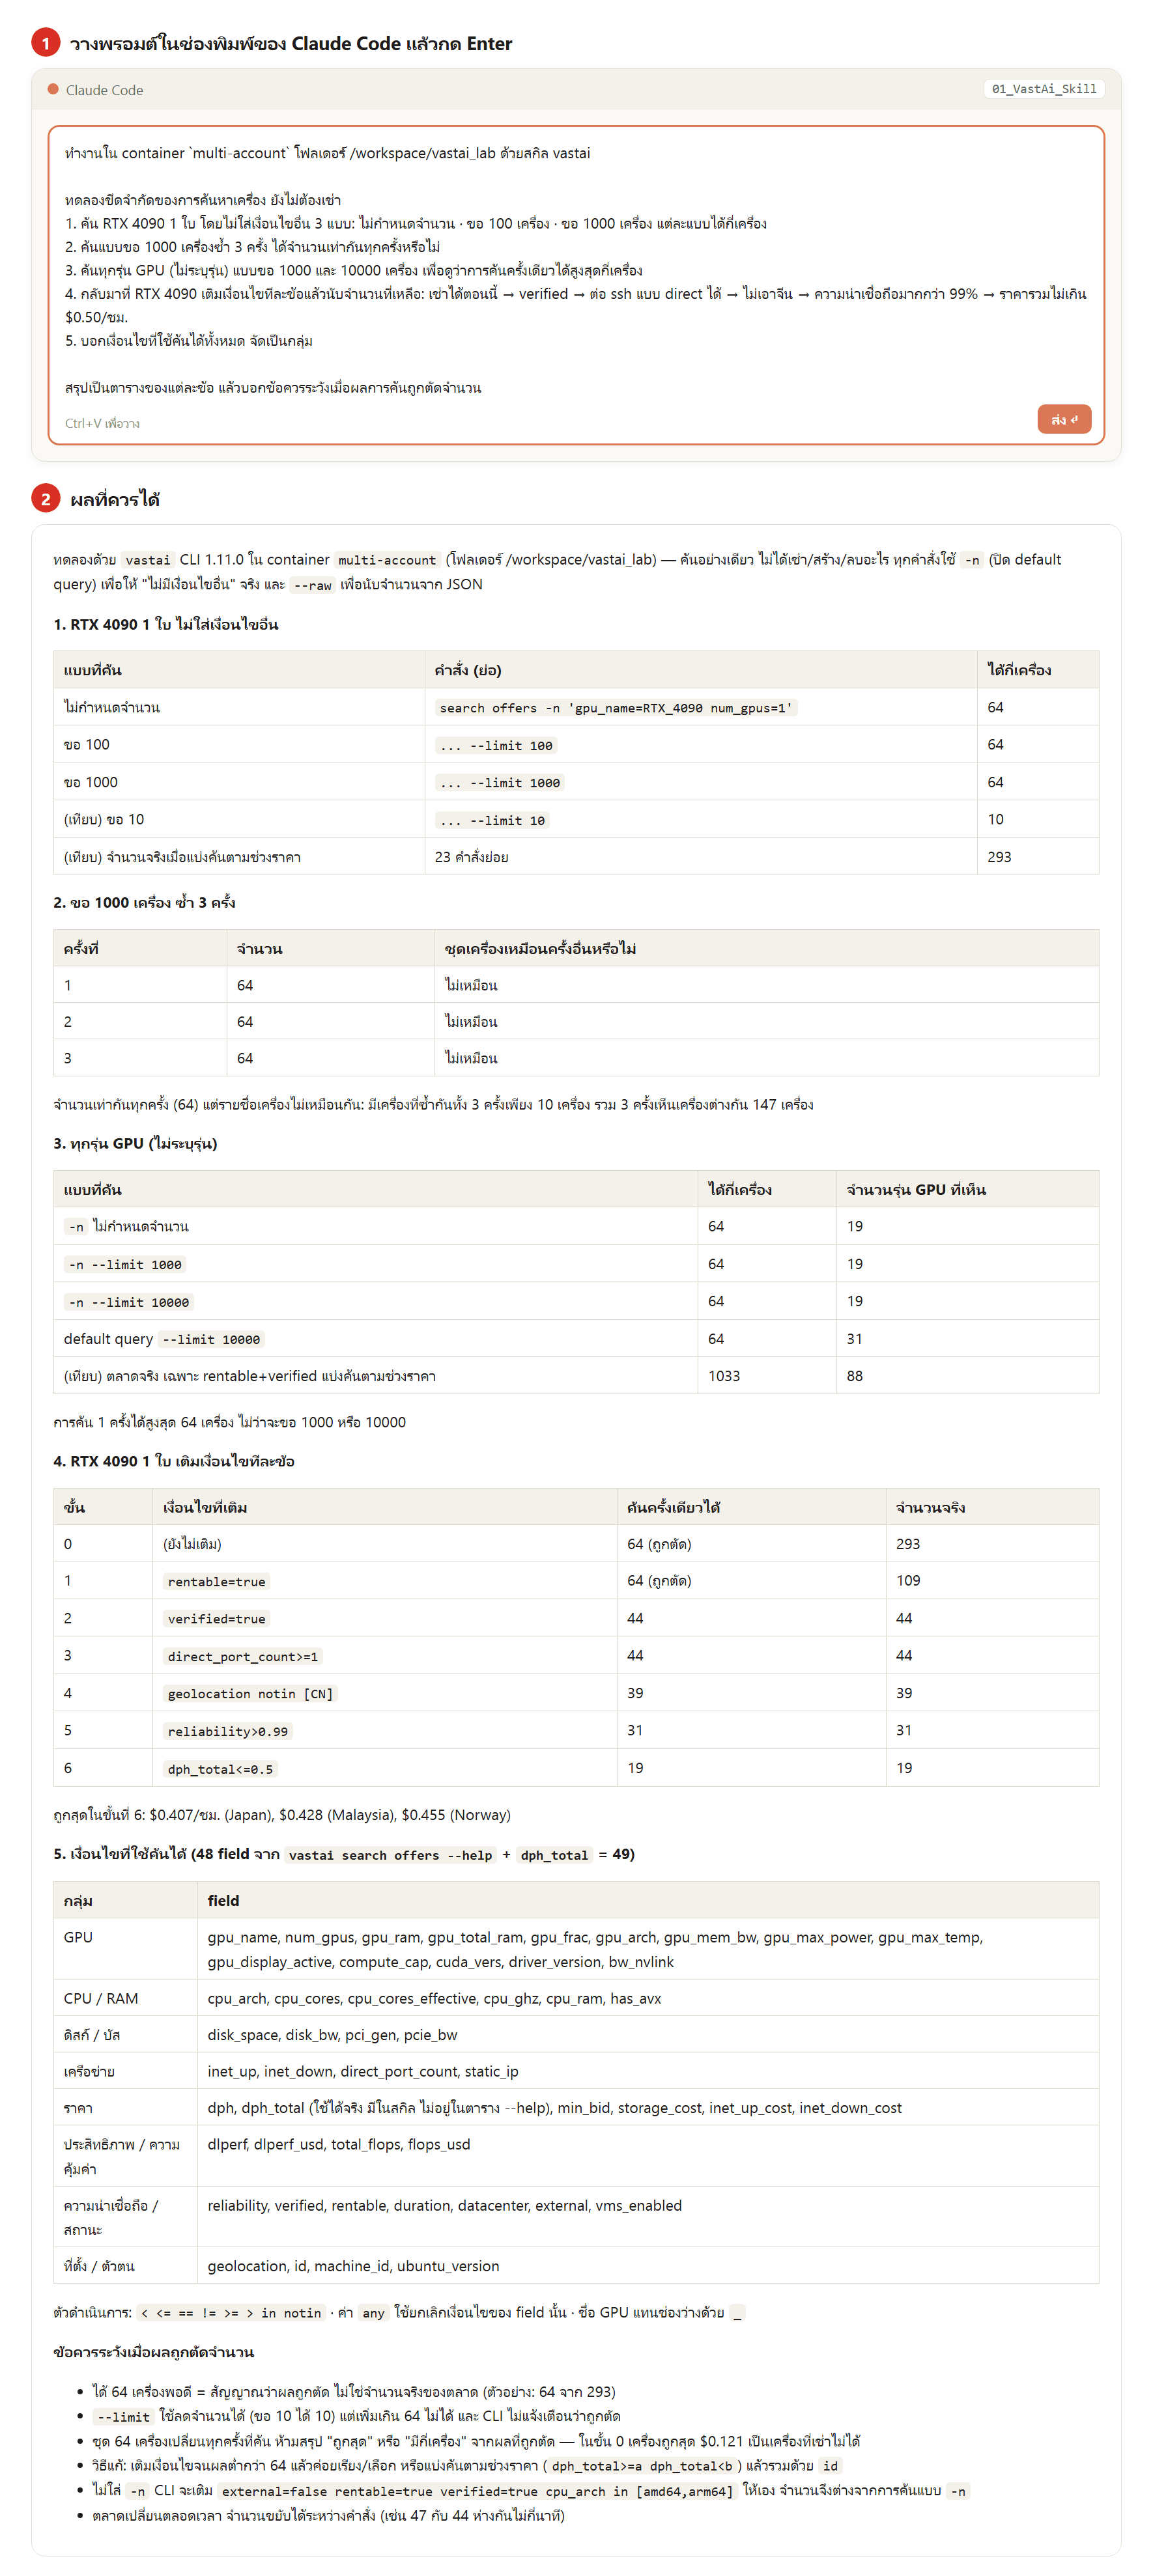 1 วางพรอมต์ในช่องพิมพ์ของ Claude Code แล้วกด Enter
Claude Code
01_VastAi_Skill
ทำงานใน container `multi-account` โฟลเดอร์ /workspace/vastai_lab ด้วยสกิล vastai
ทดลองขีดจำกัดของการค้นหาเครื่อง ยังไม่ต้องเช่า
1. ค้น RTX 4090 1 ใบ โดยไม่ใส่เงื่อนไขอื่น 3 แบบ: ไม่กำหนดจำนวน · ขอ 100 เครื่อง · ขอ 1000 เครื่อง แต่ละแบบได้กี่เครื่อง
2. ค้นแบบขอ 1000 เครื่องซ้ำ 3 ครั้ง ได้จำนวนเท่ากันทุกครั้งหรือไม่
3. ค้นทุกรุ่น GPU (ไม่ระบุรุ่น) แบบขอ 1000 และ 10000 เครื่อง เพื่อดูว่าการค้นครั้งเดียวได้สูงสุดกี่เครื่อง
4. กลับมาที่ RTX 4090 เติมเงื่อนไขทีละข้อแล้วนับจำนวนที่เหลือ: เช่าได้ตอนนี้ → verified → ต่อ ssh แบบ direct ได้ → ไม่เอาจีน → ความน่าเชื่อถือมากกว่า 99% → ราคารวมไม่เกิน
$0.50/ชม.
5. บอกเงื่อนไขที่ใช้ค้นได้ทั้งหมด จัดเป็นกลุ่ม
สรุปเป็นตารางของแต่ละข้อ แล้วบอกข้อควรระวังเมื่อผลการค้นถูกตัดจำนวน
Ctrl+V เพื่อวาง
ส่ง ↵
2 ผลที่ควรได้
ทดลองด้วย vastai CLI 1.11.0 ใน container multi-account (โฟลเดอร์ /workspace/vastai_lab) — ค้นอย่างเดียว ไม่ได้เช่า/สร้าง/ลบอะไร ทุกคำสั่งใช้ -n (ปิด default
query) เพื่อให้ "ไม่มีเงื่อนไขอื่น" จริง และ --raw เพื่อนับจำนวนจาก JSON
1. RTX 4090 1 ใบ ไม่ใส่เงื่อนไขอื่น
แบบที่ค้น คำสั่ง (ย่อ) ได้กี่เครื่อง
ไม่กำหนดจำนวน search offers -n 'gpu_name=RTX_4090 num_gpus=1' 64
ขอ 100 ... --limit 100 64
ขอ 1000 ... --limit 1000 64
(เทียบ) ขอ 10 ... --limit 10 10
(เทียบ) จำนวนจริงเมื่อแบ่งค้นตามช่วงราคา 23 คำสั่งย่อย 293
2. ขอ 1000 เครื่อง ซ้ำ 3 ครั้ง
ครั้งที่ จำนวน ชุดเครื่องเหมือนครั้งอื่นหรือไม่
1 64 ไม่เหมือน
2 64 ไม่เหมือน
3 64 ไม่เหมือน
จำนวนเท่ากันทุกครั้ง (64) แต่รายชื่อเครื่องไม่เหมือนกัน: มีเครื่องที่ซ้ำกันทั้ง 3 ครั้งเพียง 10 เครื่อง รวม 3 ครั้งเห็นเครื่องต่างกัน 147 เครื่อง
3. ทุกรุ่น GPU (ไม่ระบุรุ่น)
แบบที่ค้น ได้กี่เครื่อง จำนวนรุ่น GPU ที่เห็น
-n ไม่กำหนดจำนวน 64 19
-n --limit 1000 64 19
-n --limit 10000 64 19
default query --limit 10000 64 31
(เทียบ) ตลาดจริง เฉพาะ rentable+verified แบ่งค้นตามช่วงราคา 1033 88
การค้น 1 ครั้งได้สูงสุด 64 เครื่อง ไม่ว่าจะขอ 1000 หรือ 10000
4. RTX 4090 1 ใบ เติมเงื่อนไขทีละข้อ
ขั้น เงื่อนไขที่เติม ค้นครั้งเดียวได้ จำนวนจริง
0 (ยังไม่เติม) 64 (ถูกตัด) 293
1 rentable=true 64 (ถูกตัด) 109
2 verified=true 44 44
3 direct_port_count>=1 44 44
4 geolocation notin [CN] 39 39
5 reliability>0.99 31 31
6 dph_total<=0.5 19 19
ถูกสุดในขั้นที่ 6: $0.407/ชม. (Japan), $0.428 (Malaysia), $0.455 (Norway)
5. เงื่อนไขที่ใช้ค้นได้ (48 field จาก vastai search offers --help + dph_total = 49)
กลุ่ม field
GPU gpu_name, num_gpus, gpu_ram, gpu_total_ram, gpu_frac, gpu_arch, gpu_mem_bw, gpu_max_power, gpu_max_temp,
gpu_display_active, compute_cap, cuda_vers, driver_version, bw_nvlink
CPU / RAM cpu_arch, cpu_cores, cpu_cores_effective, cpu_ghz, cpu_ram, has_avx
ดิสก์ / บัส disk_space, disk_bw, pci_gen, pcie_bw
เครือข่าย inet_up, inet_down, direct_port_count, static_ip
ราคา dph, dph_total (ใช้ได้จริง มีในสกิล ไม่อยู่ในตาราง --help), min_bid, storage_cost, inet_up_cost, inet_down_cost
ประสิทธิภาพ / ความ dlperf, dlperf_usd, total_flops, flops_usd
คุ้มค่า
ความน่าเชื่อถือ / reliability, verified, rentable, duration, datacenter, external, vms_enabled
สถานะ
ที่ตั้ง / ตัวตน geolocation, id, machine_id, ubuntu_version
ตัวดำเนินการ: < <= == != >= > in notin · ค่า any ใช้ยกเลิกเงื่อนไขของ field นั้น · ชื่อ GPU แทนช่องว่างด้วย _
ข้อควรระวังเมื่อผลถูกตัดจำนวน
• ได้ 64 เครื่องพอดี = สัญญาณว่าผลถูกตัด ไม่ใช่จำนวนจริงของตลาด (ตัวอย่าง: 64 จาก 293)
• --limit ใช้ลดจำนวนได้ (ขอ 10 ได้ 10) แต่เพิ่มเกิน 64 ไม่ได้ และ CLI ไม่แจ้งเตือนว่าถูกตัด
• ชุด 64 เครื่องเปลี่ยนทุกครั้งที่ค้น ห้ามสรุป "ถูกสุด" หรือ "มีกี่เครื่อง" จากผลที่ถูกตัด — ในขั้น 0 เครื่องถูกสุด $0.121 เป็นเครื่องที่เช่าไม่ได้
• วิธีแก้: เติมเงื่อนไขจนผลต่ำกว่า 64 แล้วค่อยเรียง/เลือก หรือแบ่งค้นตามช่วงราคา ( dph_total>=a dph_total<b ) แล้วรวมด้วย id
• ไม่ใส่ -n CLI จะเติม external=false rentable=true verified=true cpu_arch in [amd64,arm64] ให้เอง จำนวนจึงต่างจากการค้นแบบ -n
• ตลาดเปลี่ยนตลอดเวลา จำนวนขยับได้ระหว่างคำสั่ง (เช่น 47 กับ 44 ห่างกันไม่กี่นาที)